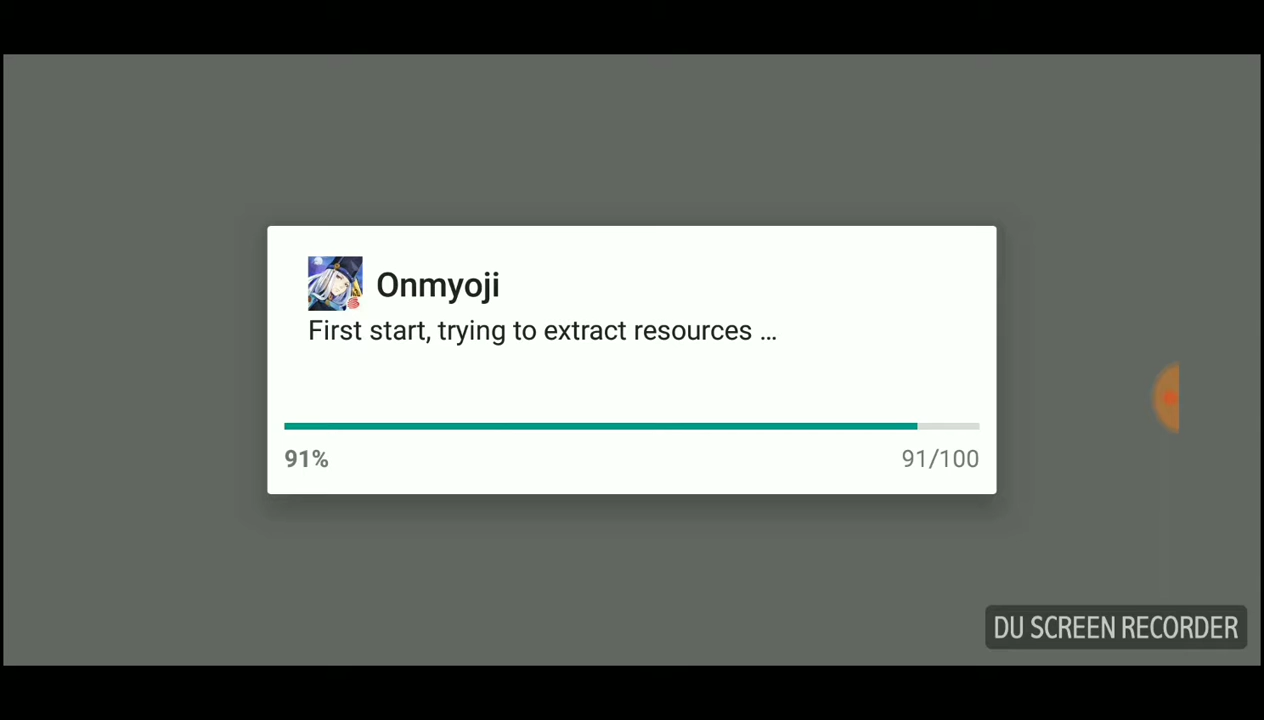 Onmyoji
First start, trying to extract resources ...
91%
91/100
DU SCREEN RECORDER